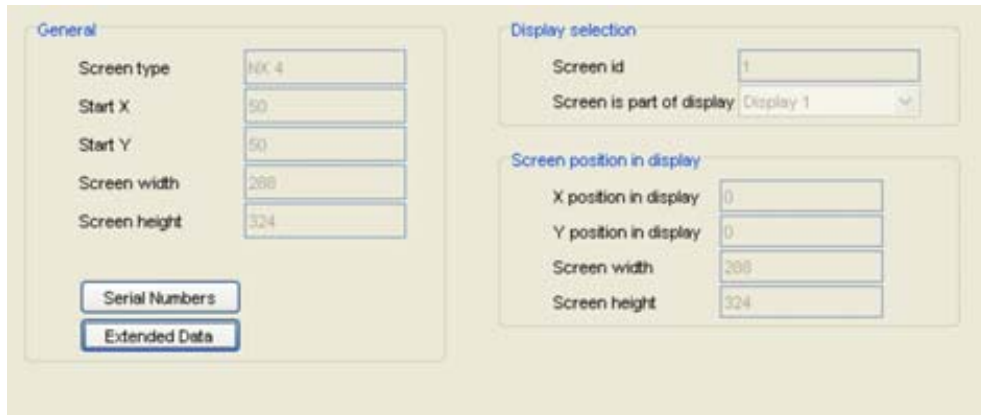 General
Screen type NX 4
Start X 50
Start Y 50
Screen width 288
Screen height 324
Serial Numbers
Extended Data
Display selection
Screen id 1
Screen is part of display Display 1
Screen position in display
X position in display 0
Y position in display 0
Screen width 288
Screen height 324